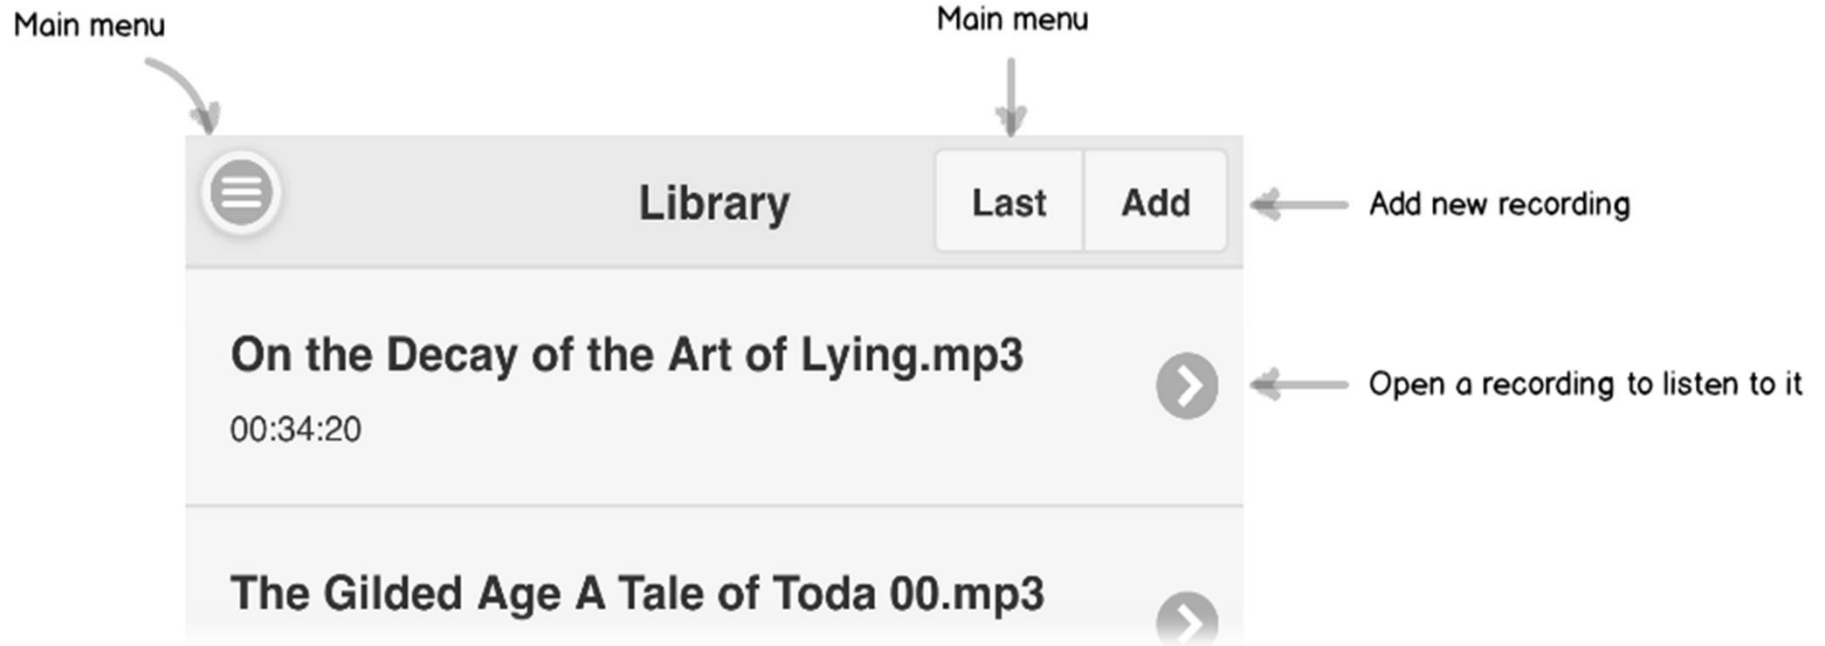 Main menu
Main menu
Library
Last
Add
Add new recording
On the Decay of the Art of Lying.mp3
00:34:20
Open a recording to listen to it
The Gilded Age A Tale of Toda 00.mp3